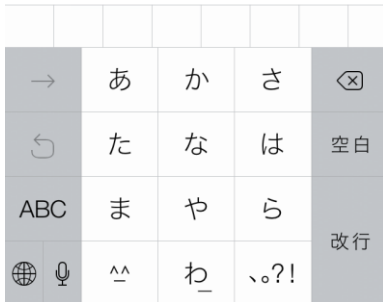 → あ か さ
た な は 空白
ABC ま や ら
改行
^^ わ_ 、。?!